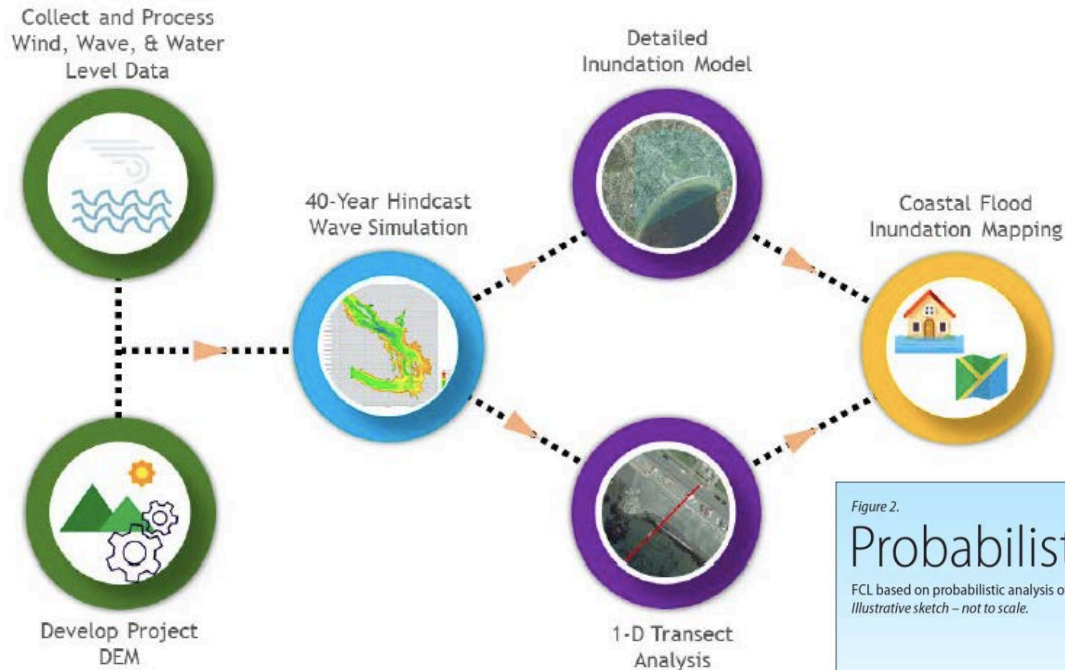 Collect and Process
Wind, Wave, & Water
Level Data
Detailed
Inundation Model
40-Year Hindcast
Wave Simulation
Coastal Flood
Inundation Mapping
Develop Project
DEM
1-D Transect
Analysis
Figure 2.
Probabilist
FCL based on probabilistic analysis o
Illustrative sketch – not to scale.